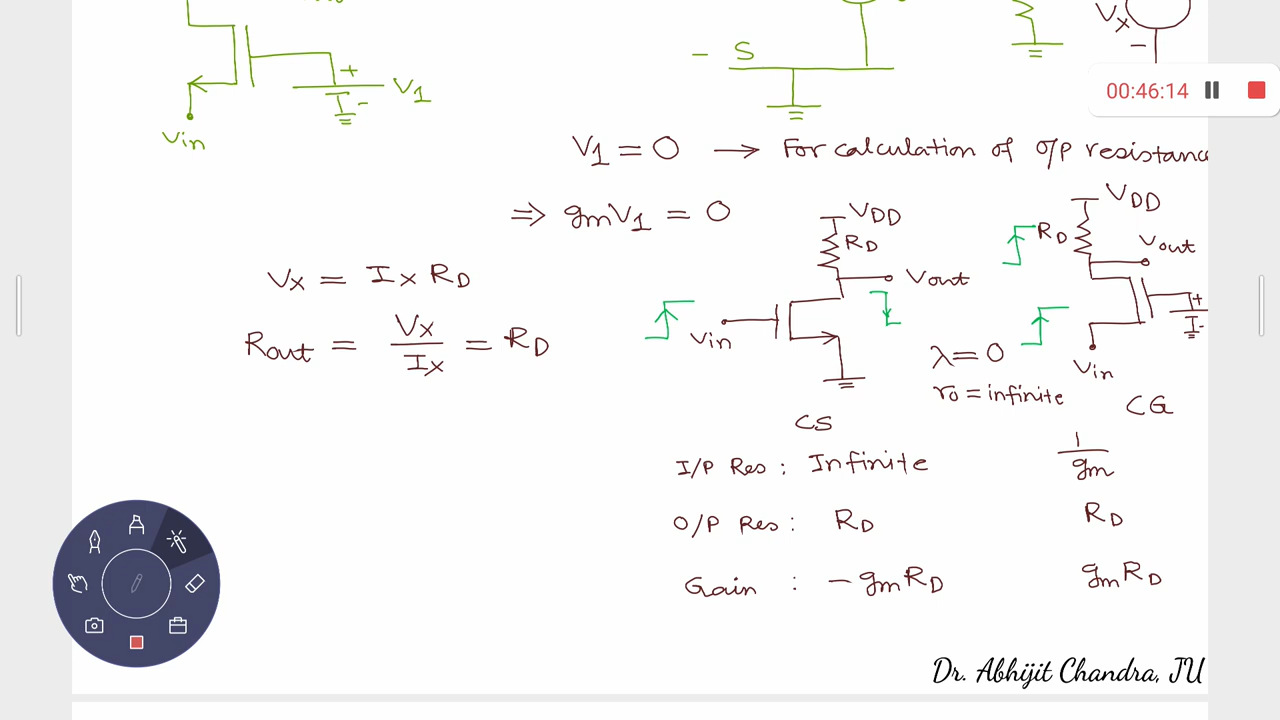 Vx
+
V1
-
Vin
- S
-
00:46:14
V1 = 0 → For calculation of o/p resistance
⇒ gmV1 = 0
Vx = Ix RD
Rout = Vx/Ix = RD
VDD
RD
Vout
Vin
CS
λ = 0
ro = infinite
VDD
RD
Vout
+
-
Vin
CG
I/P Res : Infinite 1/gm
O/P Res : RD RD
Gain : - gmRD gmRD
Dr. Abhijit Chandra, JU